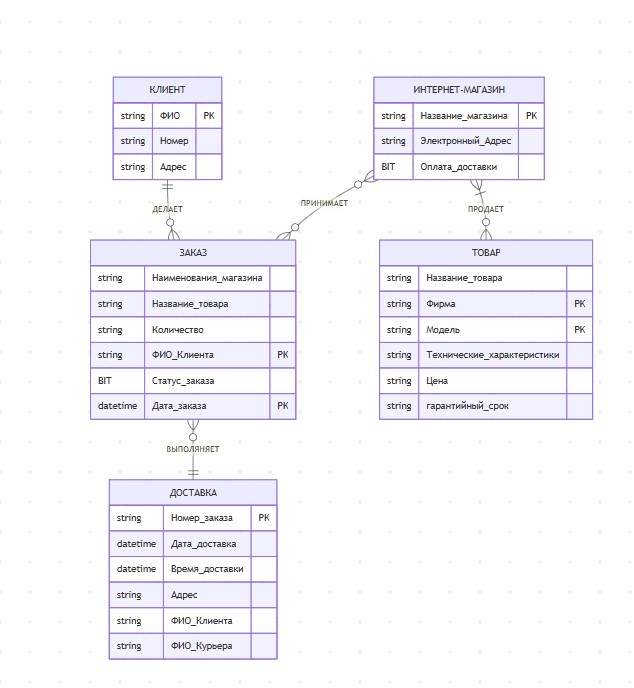 КЛИЕНТ
string ФИО PK
string Номер
string Адрес
ИНТЕРНЕТ-МАГАЗИН
string Название_магазина PK
string Электронный_Адрес
BIT Оплата_доставки
ДЕЛАЕТ
ПРИНИМАЕТ
ПРОДАЕТ
ЗАКАЗ
string Наименования_магазина
string Название_товара
string Количество
string ФИО_Клиента PK
BIT Статус_заказа
datetime Дата_заказа PK
ТОВАР
string Название_товара
string Фирма PK
string Модель PK
string Технические_характеристики
string Цена
string гарантийный_срок
ВЫПОЛЯНЯЕТ
ДОСТАВКА
string Номер_заказа PK
datetime Дата_доставка
datetime Время_доставки
string Адрес
string ФИО_Клиента
string ФИО_Курьера